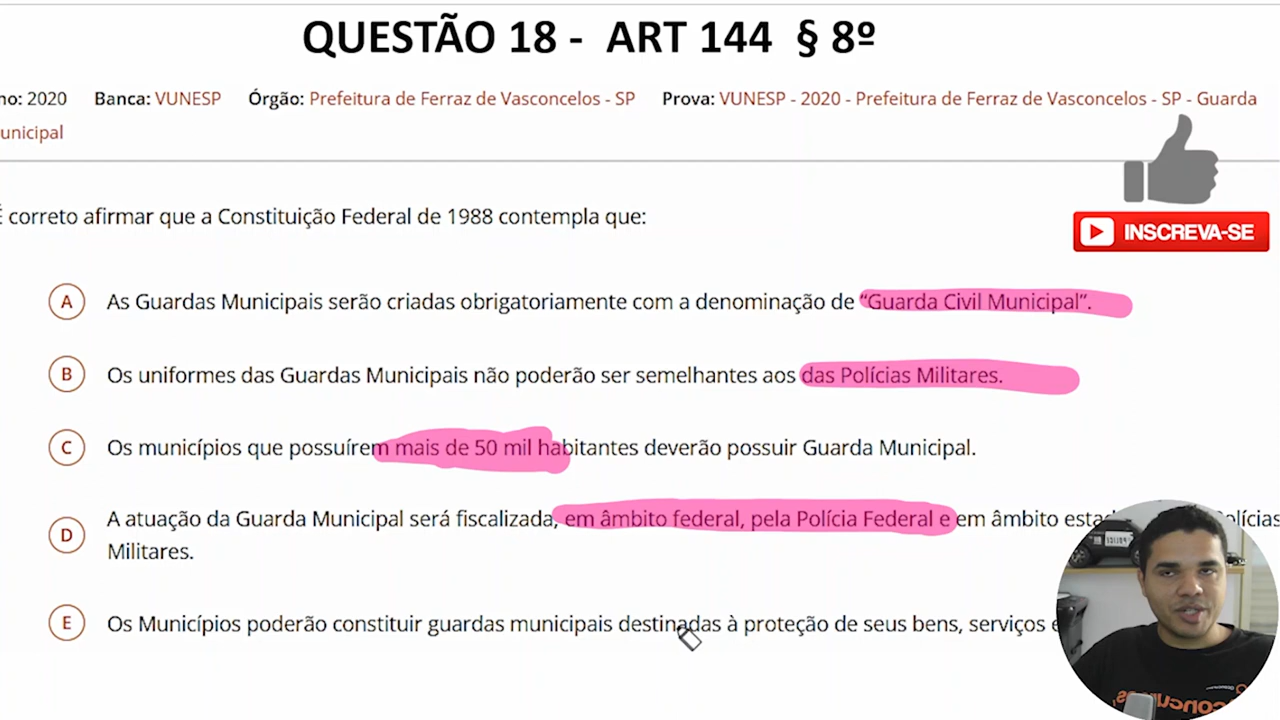 QUESTÃO 18 - ART 144 § 8º
no: 2020 Banca: VUNESP Órgão: Prefeitura de Ferraz de Vasconcelos - SP Prova: VUNESP - 2020 - Prefeitura de Ferraz de Vasconcelos - SP - Guarda
unicipal
É correto afirmar que a Constituição Federal de 1988 contempla que:
INSCREVA-SE
A As Guardas Municipais serão criadas obrigatoriamente com a denominação de “Guarda Civil Municipal”.
B Os uniformes das Guardas Municipais não poderão ser semelhantes aos das Polícias Militares.
C Os municípios que possuírem mais de 50 mil habitantes deverão possuir Guarda Municipal.
D A atuação da Guarda Municipal será fiscalizada, em âmbito federal, pela Polícia Federal e em âmbito
Militares.
E Os Municípios poderão constituir guardas municipais destinadas à proteção de seus bens, serviços